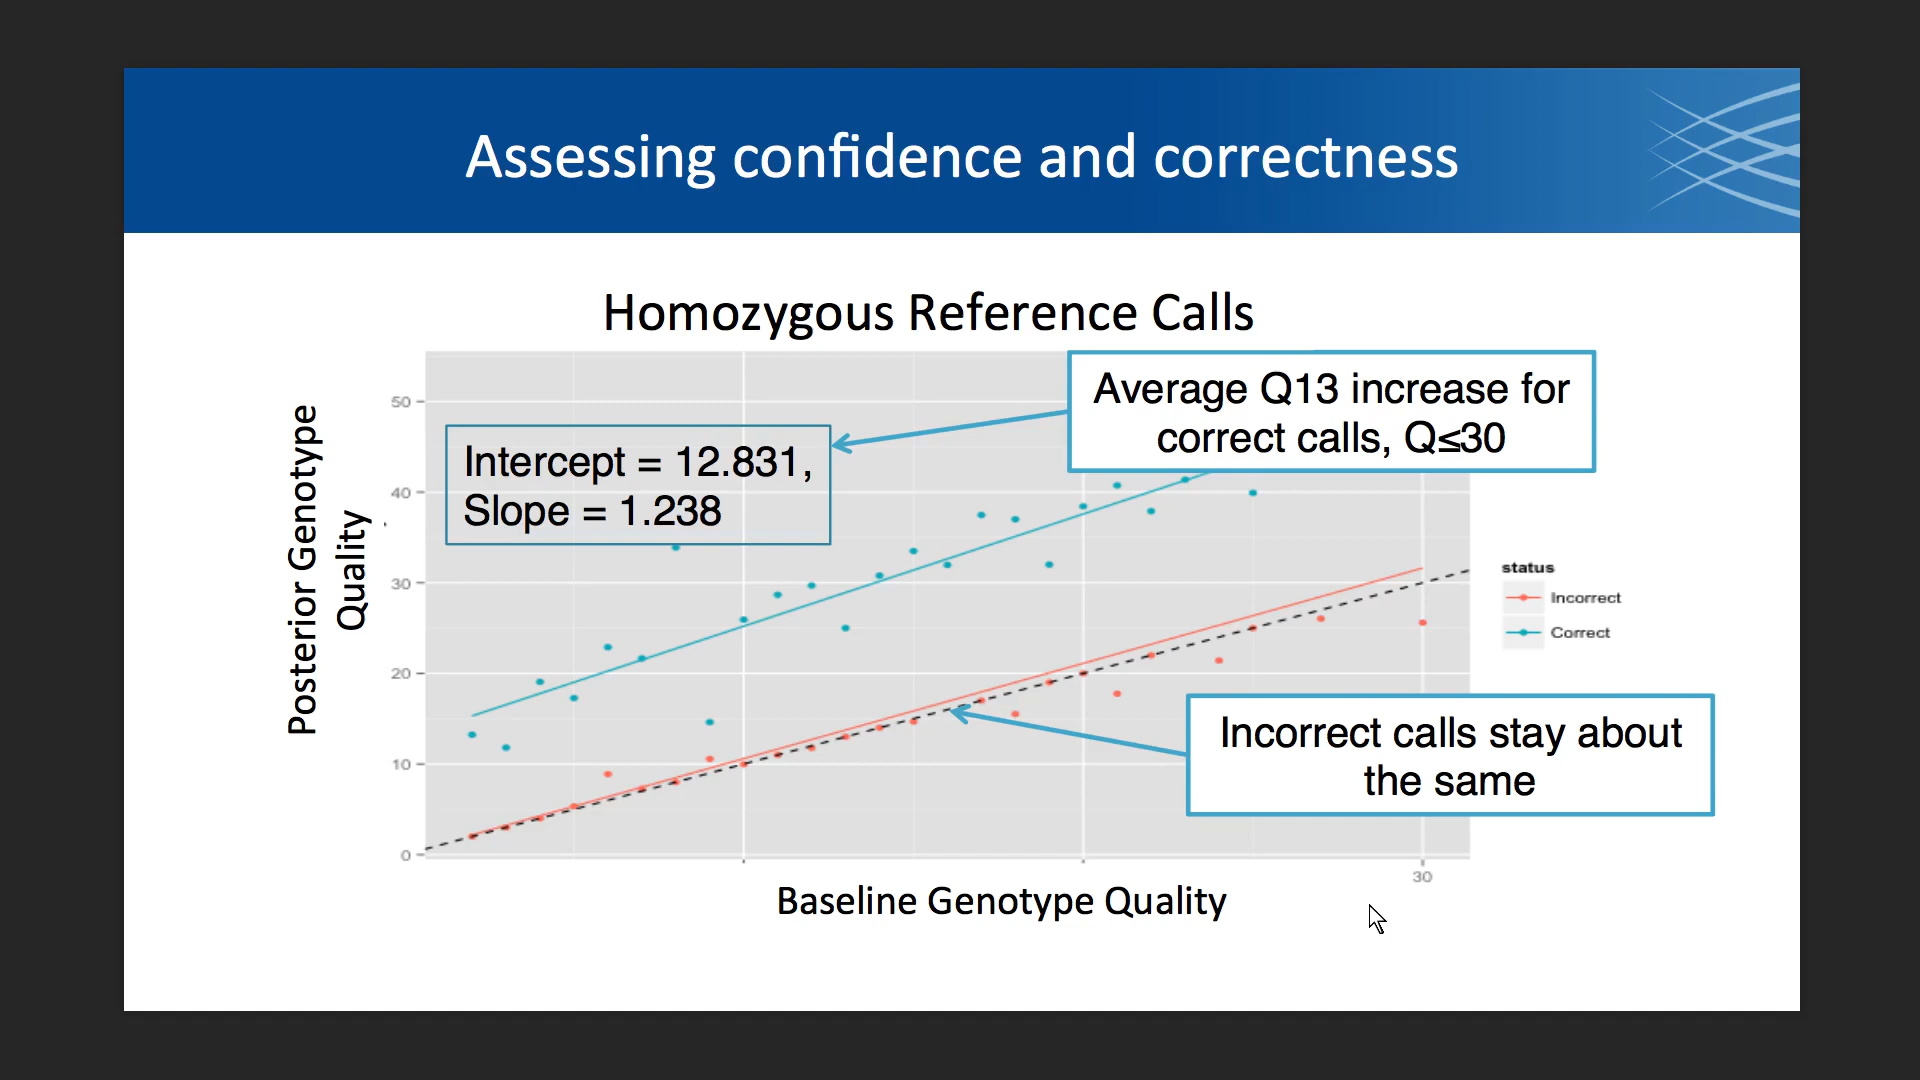 Assessing confidence and correctness
Homozygous Reference Calls
Average Q13 increase for
correct calls, Q≤30
Intercept = 12.831,
Slope = 1.238
Posterior Genotype
Quality
50
40
30
20
10
0
status
Incorrect
Correct
Incorrect calls stay about
the same
30
Baseline Genotype Quality